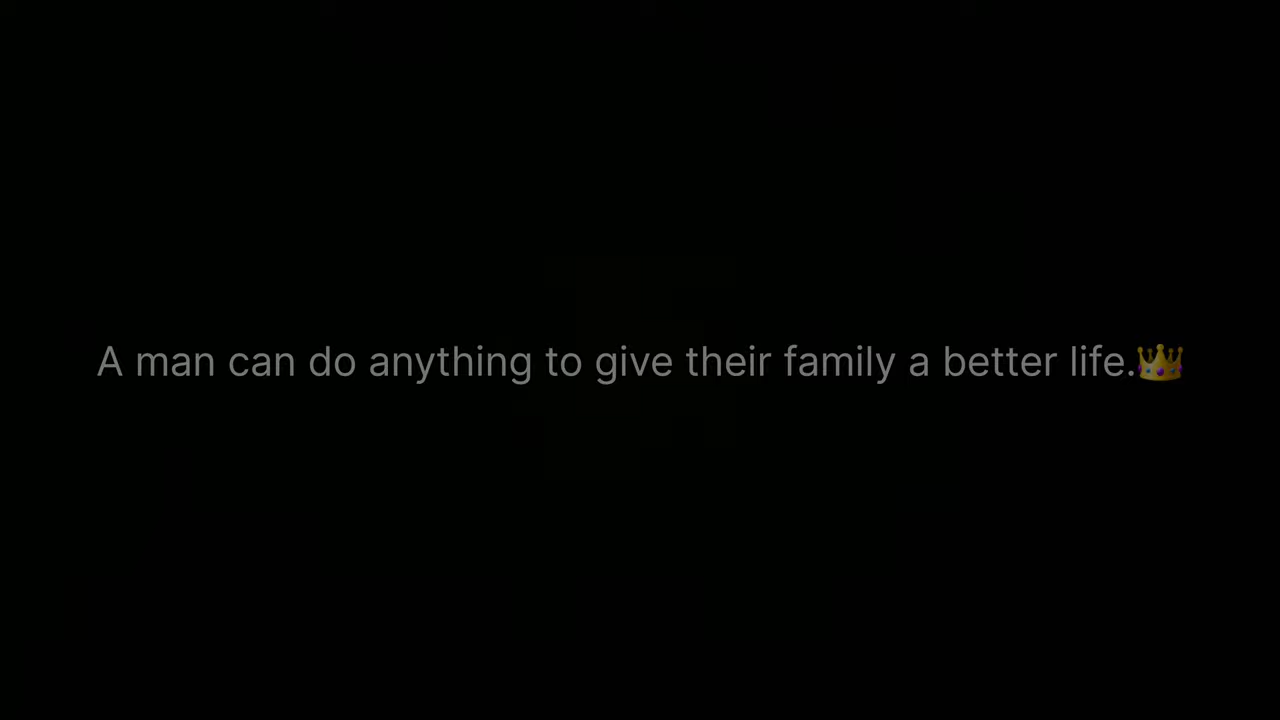 A man can do anything to give their family a better life.👑